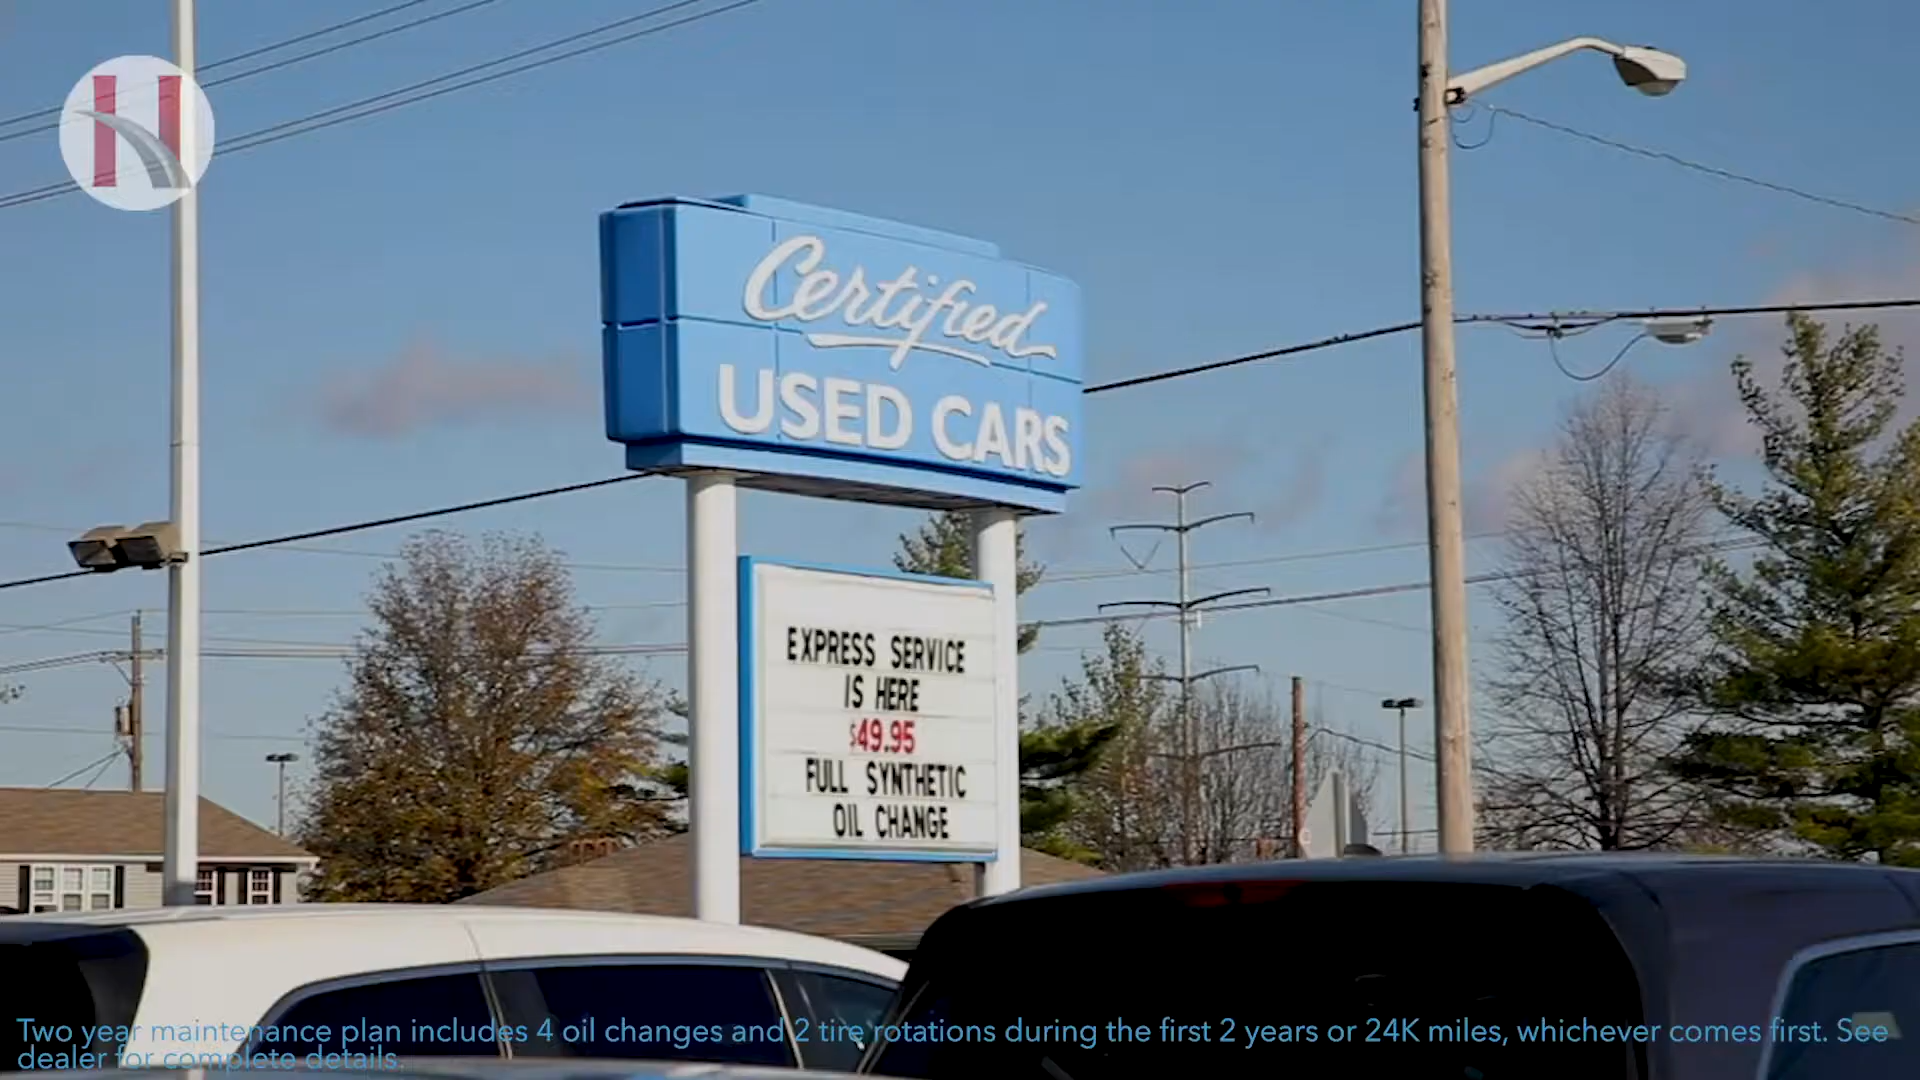 H
Certified
USED CARS
EXPRESS SERVICE
IS HERE
$49.95
FULL SYNTHETIC
OIL CHANGE
Two year maintenance plan includes 4 oil changes and 2 tire rotations during the first 2 years or 24K miles, whichever comes first. See
dealer for complete details.